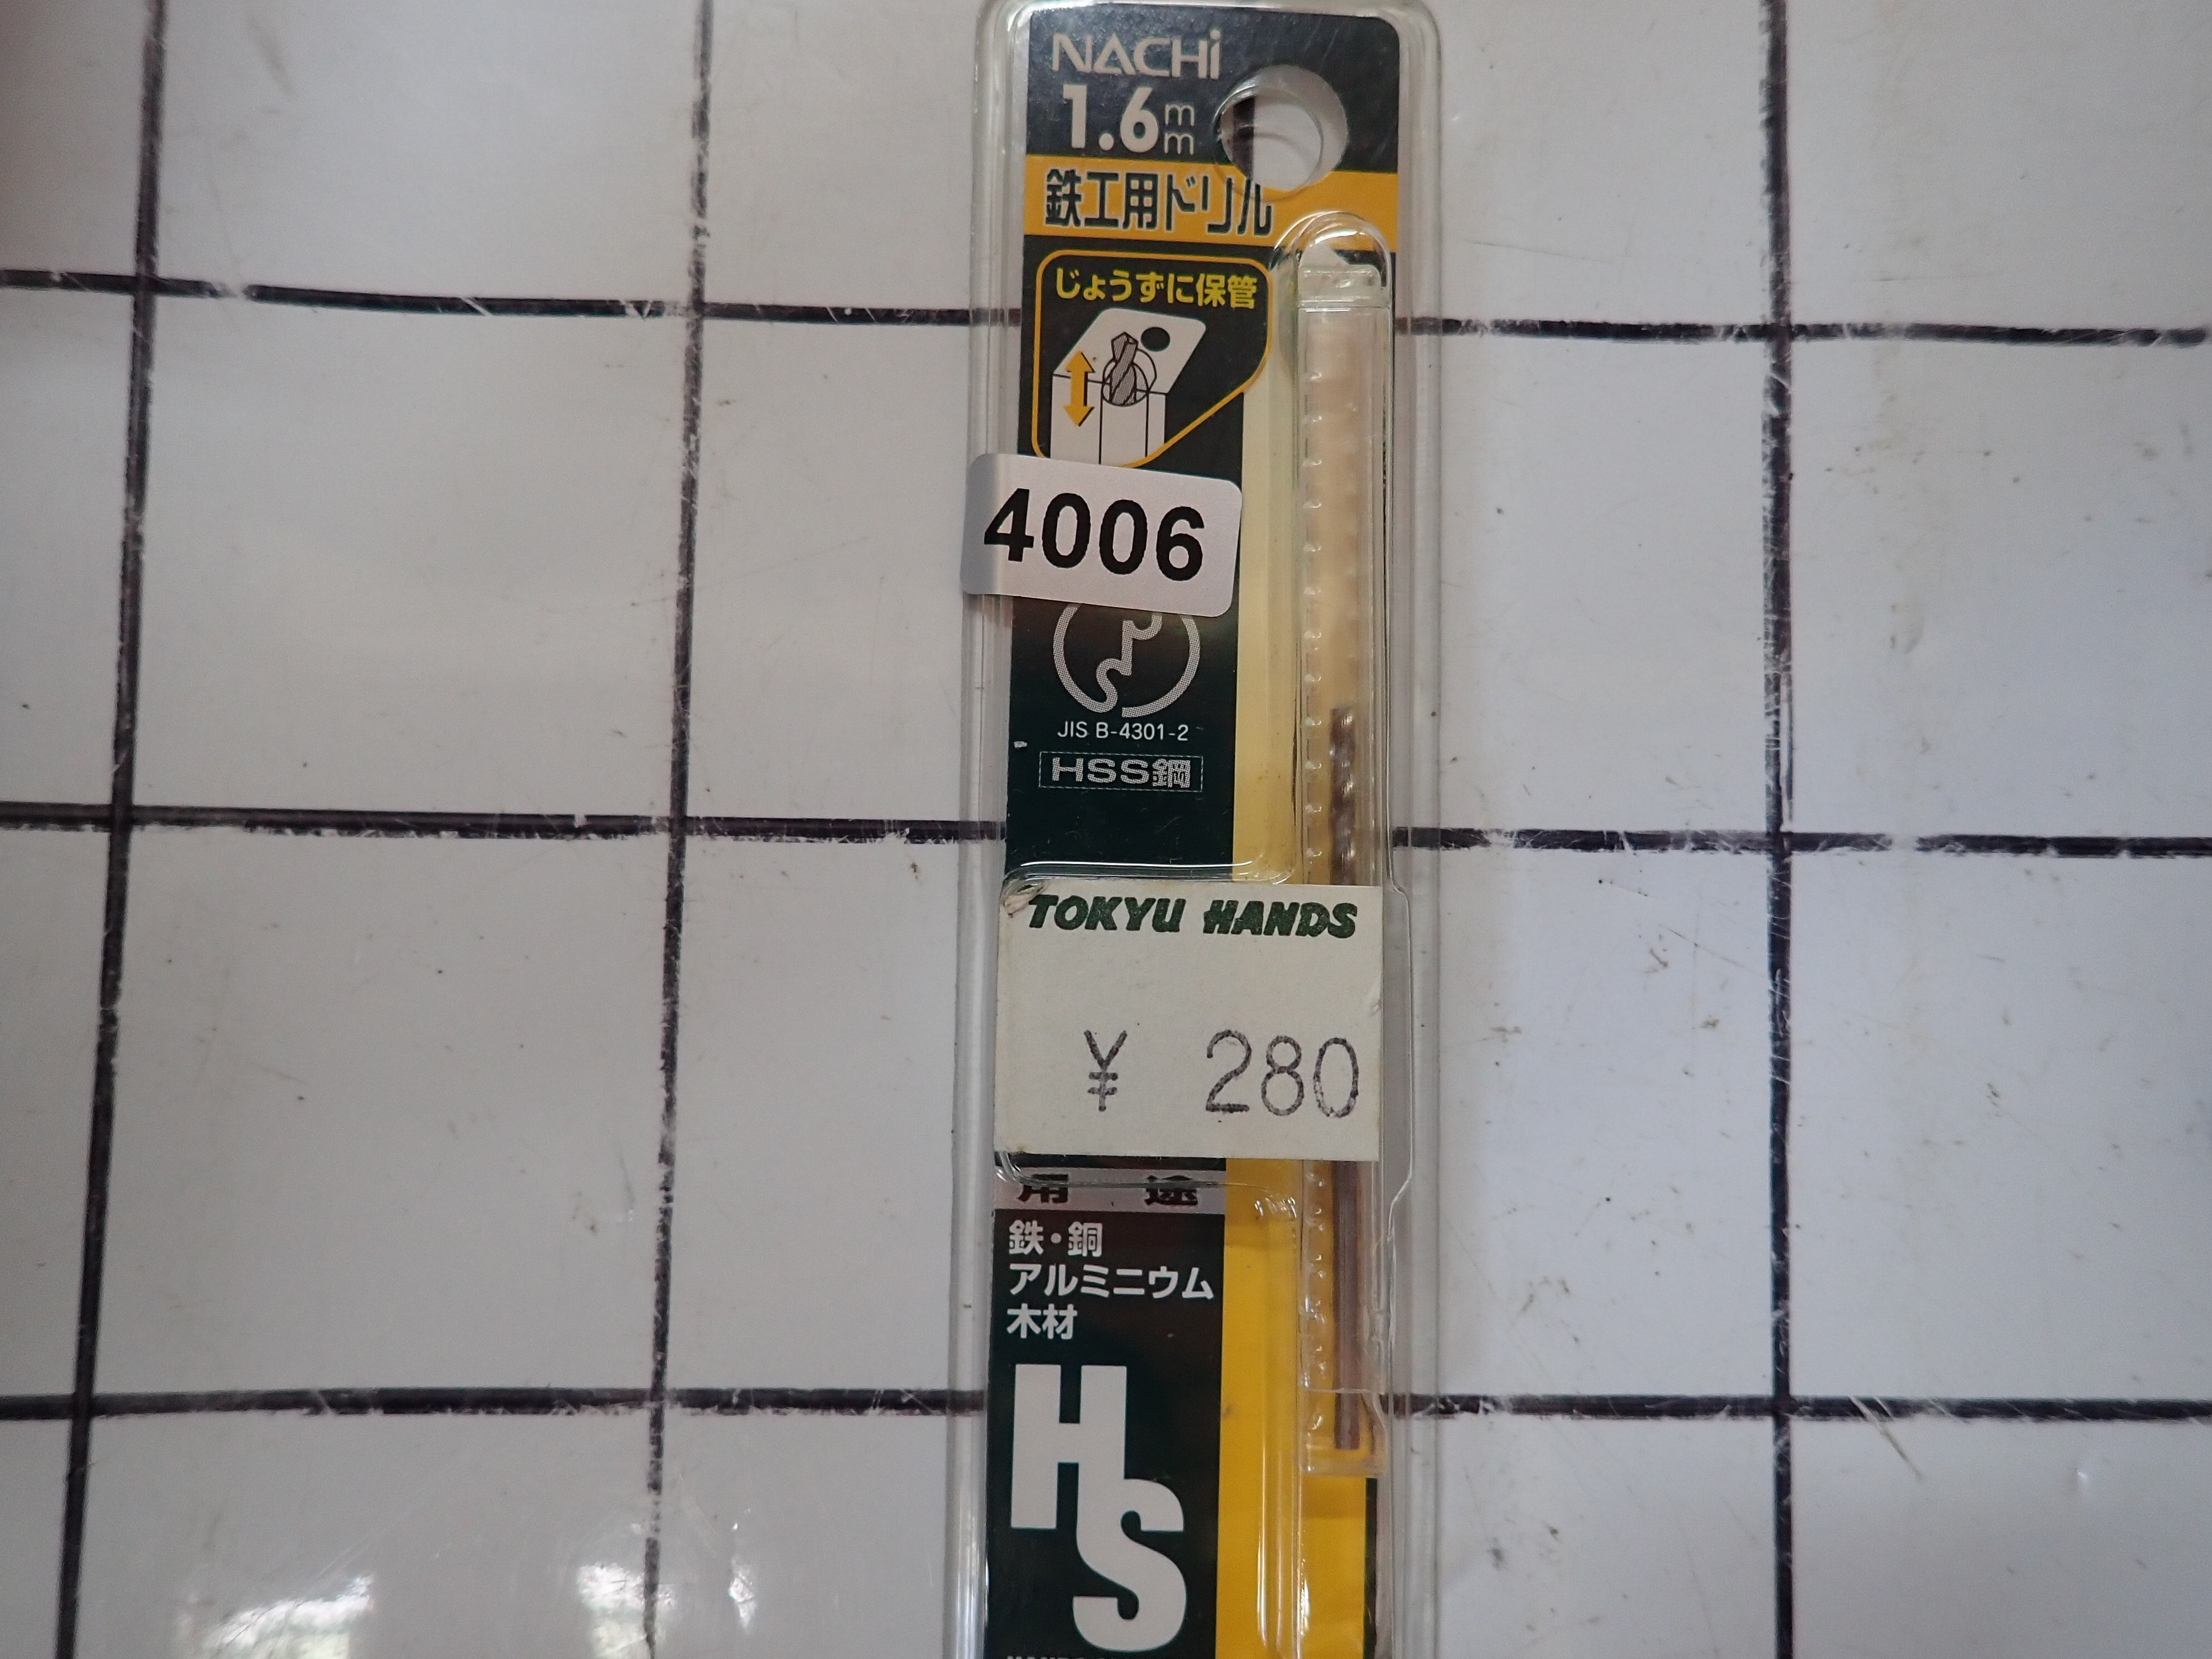 NACHi
1.6mm
鉄工用ドリル
じょうずに保管
4006
JIS B-4301-2
HSS鋼
TOKYU HANDS
¥ 280
用 途
鉄・銅
アルミニウム
木材
HS